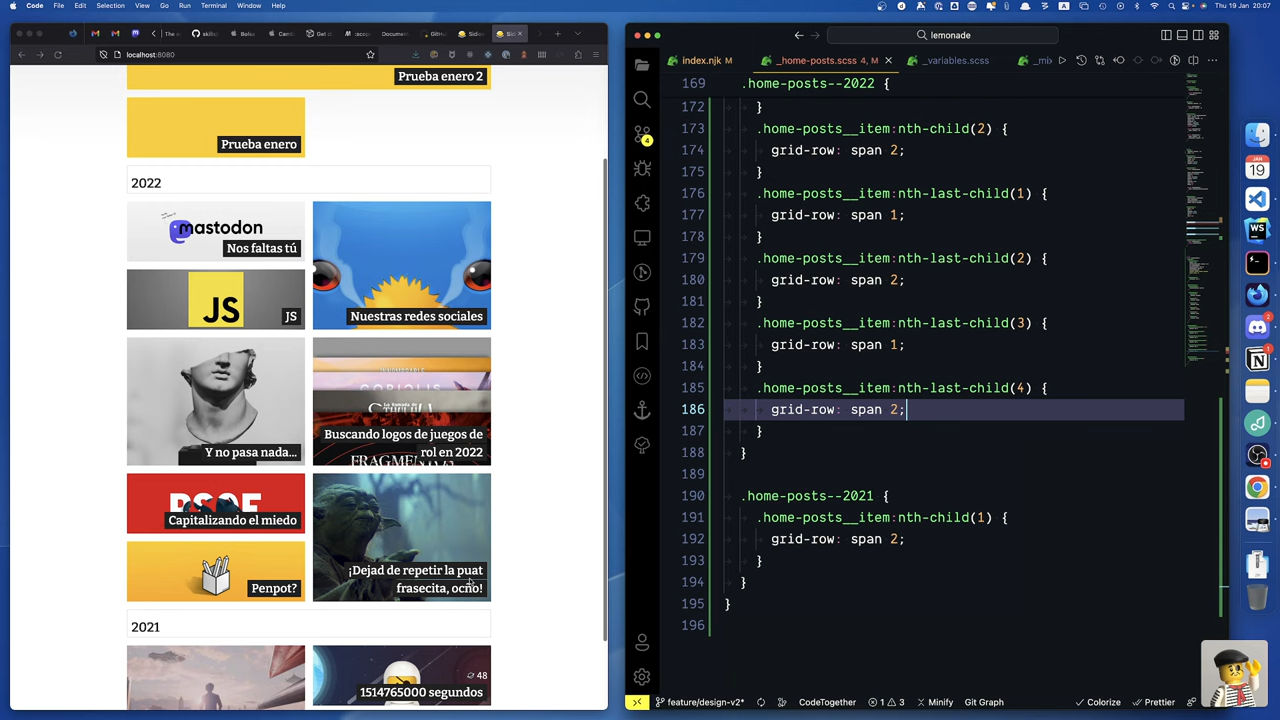 Code File Edit Selection View Go Run Terminal Window Help
Thu 19 Jan 20:07
localhost:8080
Prueba enero 2
Prueba enero
2022
mastodon
Nos faltas tú
Nuestras redes sociales
JS
JS
Y no pasa nada...
Buscando logos de juegos de
rol en 2022
PSOE
Capitalizando el miedo
Penpot?
¡Dejad de repetir la puat
frasecita, ocño!
2021
48
1514765000 segundos
lemonade
index.njk M
_home-posts.scss 4, M
_variables.scss
169 .home-posts--2022 {
172 }
173 .home-posts__item:nth-child(2) {
174 grid-row: span 2;
175 }
176 .home-posts__item:nth-last-child(1) {
177 grid-row: span 1;
178 }
179 .home-posts__item:nth-last-child(2) {
180 grid-row: span 2;
181 }
182 .home-posts__item:nth-last-child(3) {
183 grid-row: span 1;
184 }
185 .home-posts__item:nth-last-child(4) {
186 grid-row: span 2;
187 }
188 }
189
190 .home-posts--2021 {
191 .home-posts__item:nth-child(1) {
192 grid-row: span 2;
193 }
194 }
195 }
196
feature/design-v2* CodeTogether 1 3 Minify Git Graph Colorize Prettier